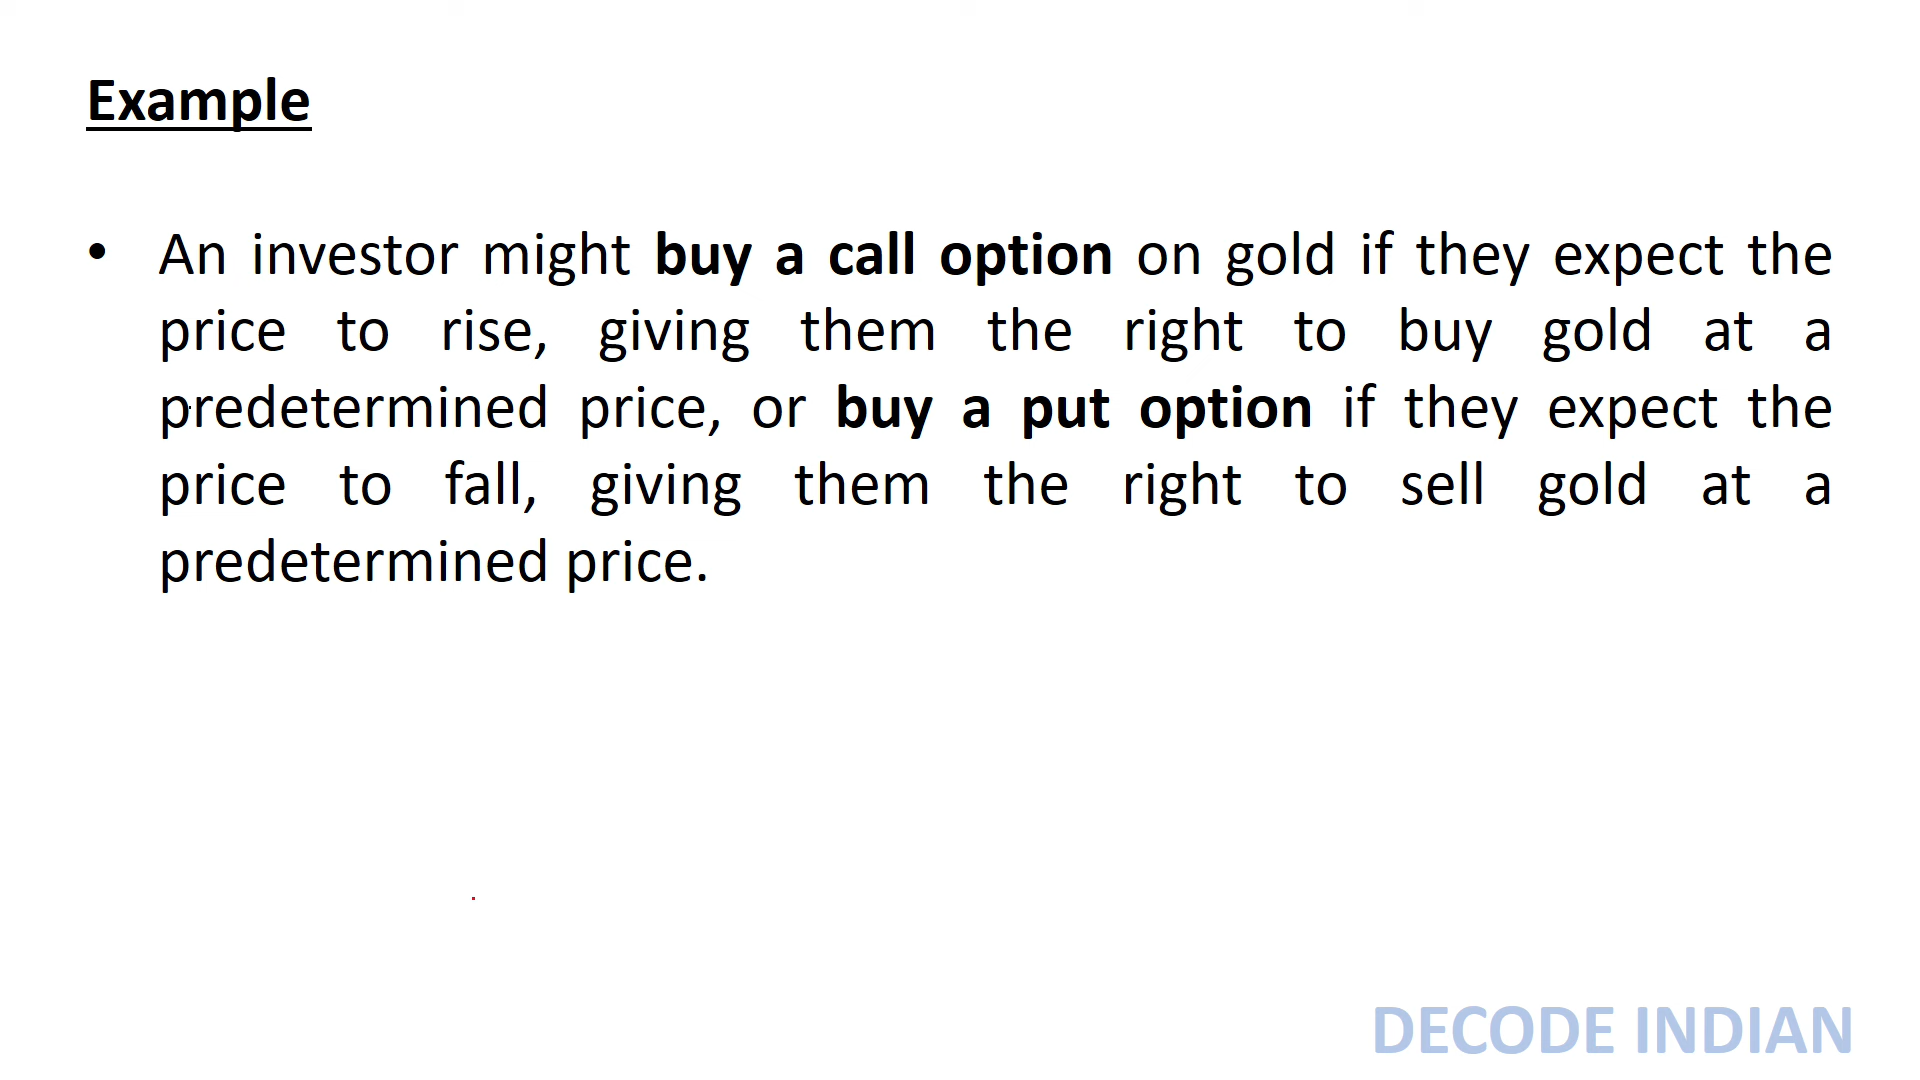 Example
• An investor might buy a call option on gold if they expect the
price to rise, giving them the right to buy gold at a
predetermined price, or buy a put option if they expect the
price to fall, giving them the right to sell gold at a
predetermined price.
DECODE INDIAN